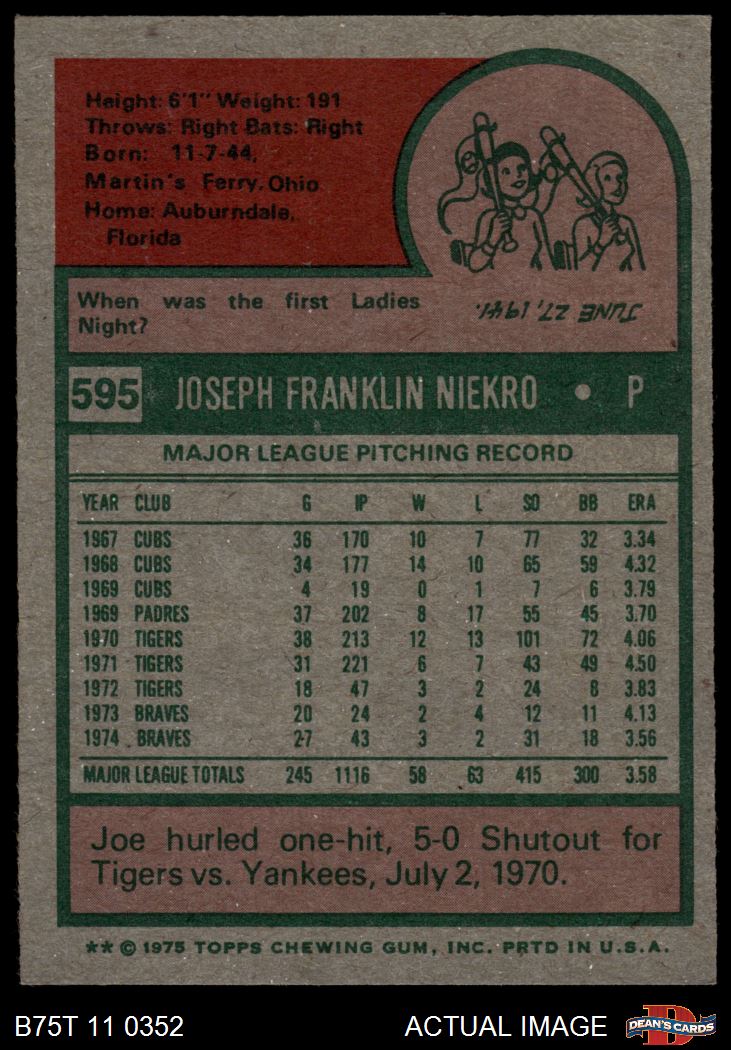 Height: 6'1" Weight: 191
Throws: Right Bats: Right
Born: 11-7-44,
Martin's Ferry, Ohio
Home: Auburndale,
Florida
When was the first Ladies
Night?
JUNE 27, 1941.
595 JOSEPH FRANKLIN NIEKRO • P
MAJOR LEAGUE PITCHING RECORD
YEAR CLUB G IP W L SO BB ERA
1967 CUBS 36 170 10 7 77 32 3.34
1968 CUBS 34 177 14 10 65 59 4.32
1969 CUBS 4 19 0 1 7 6 3.79
1969 PADRES 37 202 8 17 55 45 3.70
1970 TIGERS 38 213 12 13 101 72 4.06
1971 TIGERS 31 221 6 7 43 49 4.50
1972 TIGERS 18 47 3 2 24 8 3.83
1973 BRAVES 20 24 2 4 12 11 4.13
1974 BRAVES 27 43 3 2 31 18 3.56
MAJOR LEAGUE TOTALS 245 1116 58 63 415 300 3.58
Joe hurled one-hit, 5-0 Shutout for
Tigers vs. Yankees, July 2, 1970.
** © 1975 TOPPS CHEWING GUM, INC. PRTD IN U.S.A.
B75T 11 0352 ACTUAL IMAGE D DEAN'S CARDS